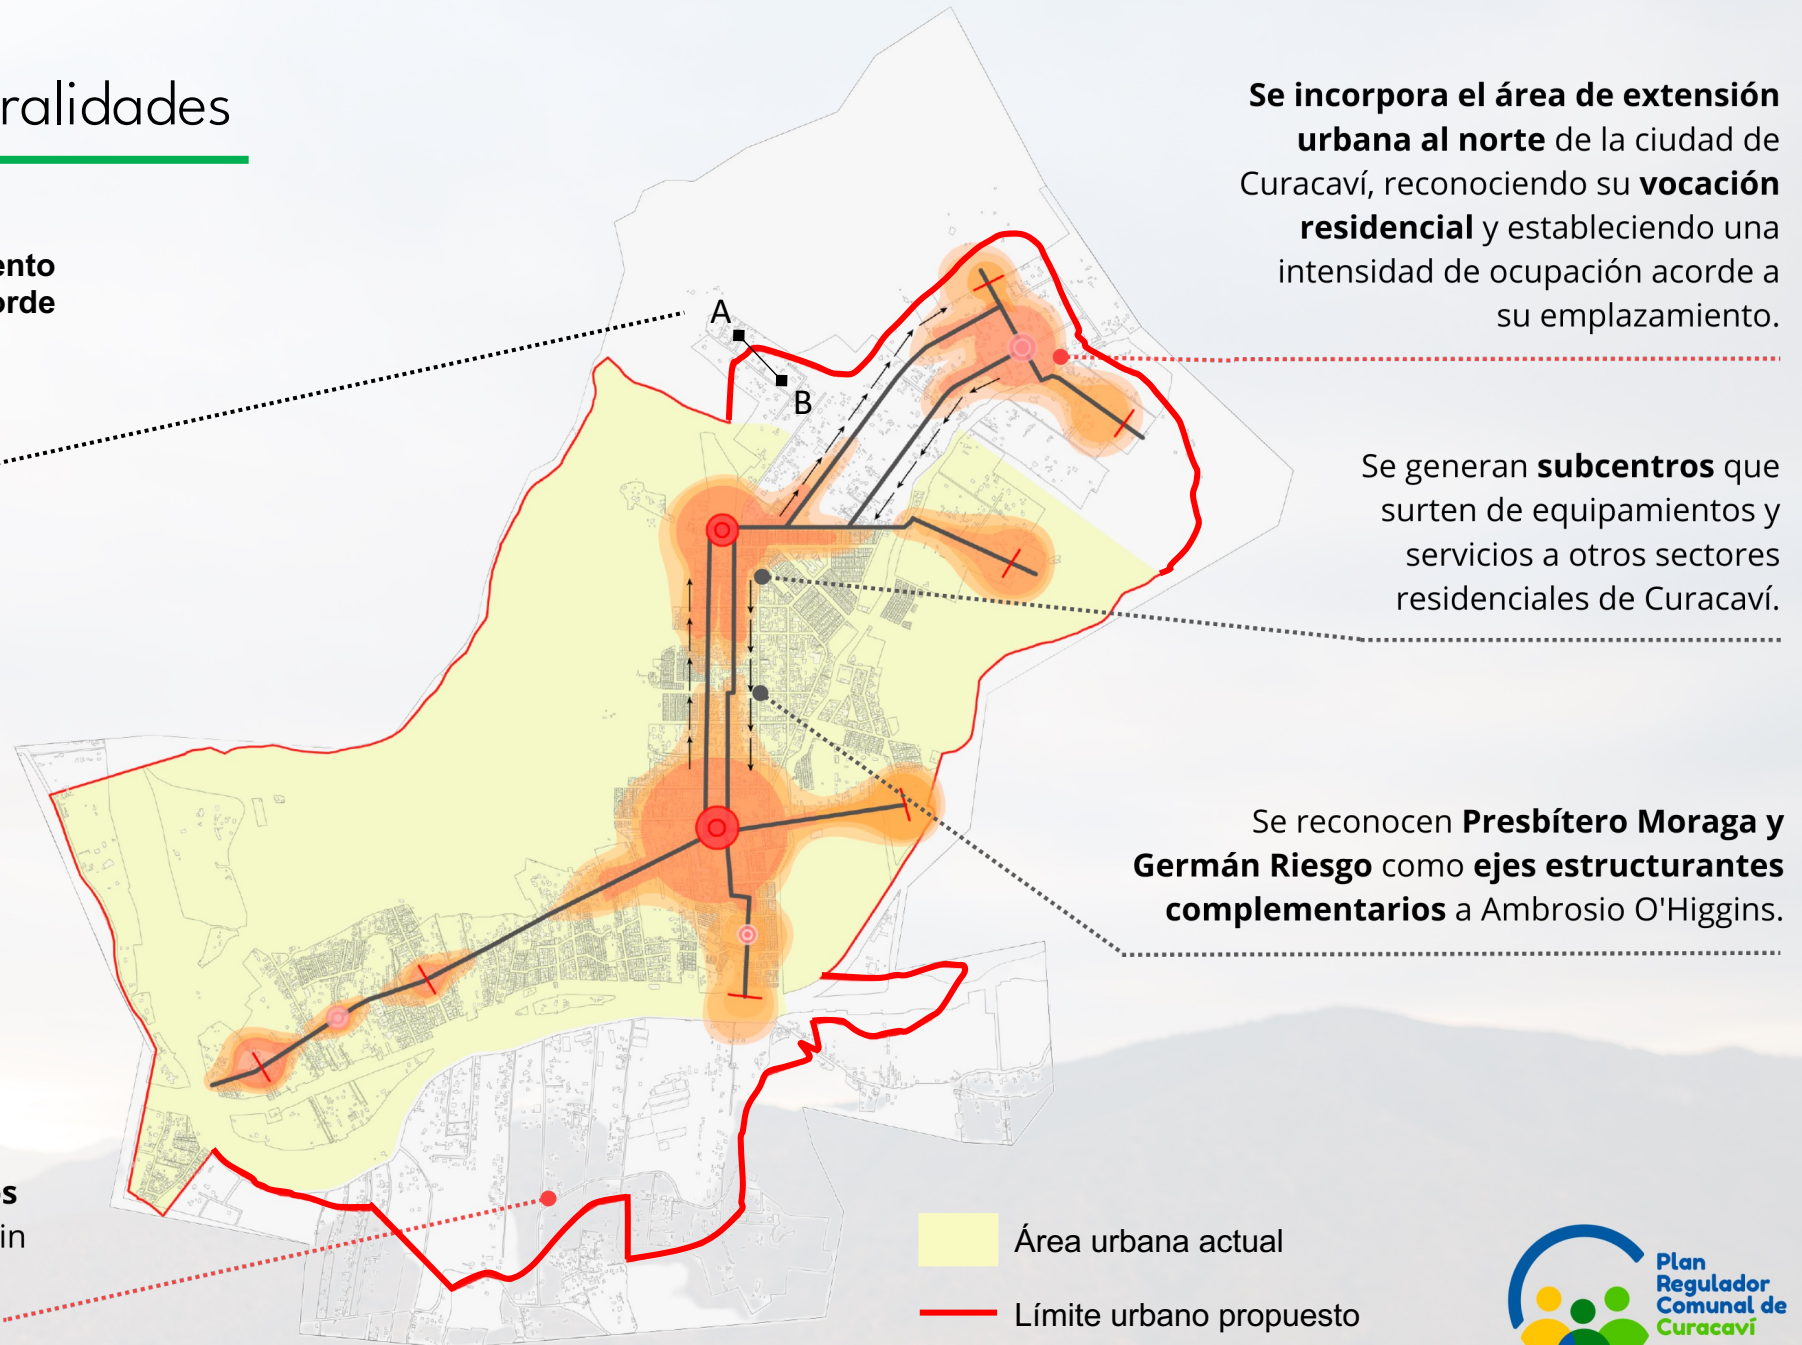 ralidades
ento
orde
A
B
Se incorpora el área de extensión
urbana al norte de la ciudad de
Curacaví, reconociendo su vocación
residencial y estableciendo una
intensidad de ocupación acorde a
su emplazamiento.
Se generan subcentros que
surten de equipamientos y
servicios a otros sectores
residenciales de Curacaví.
Se reconocen Presbítero Moraga y
Germán Riesgo como ejes estructurantes
complementarios a Ambrosio O'Higgins.
s
in
Área urbana actual
Límite urbano propuesto
Plan
Regulador
Comunal de
Curacaví